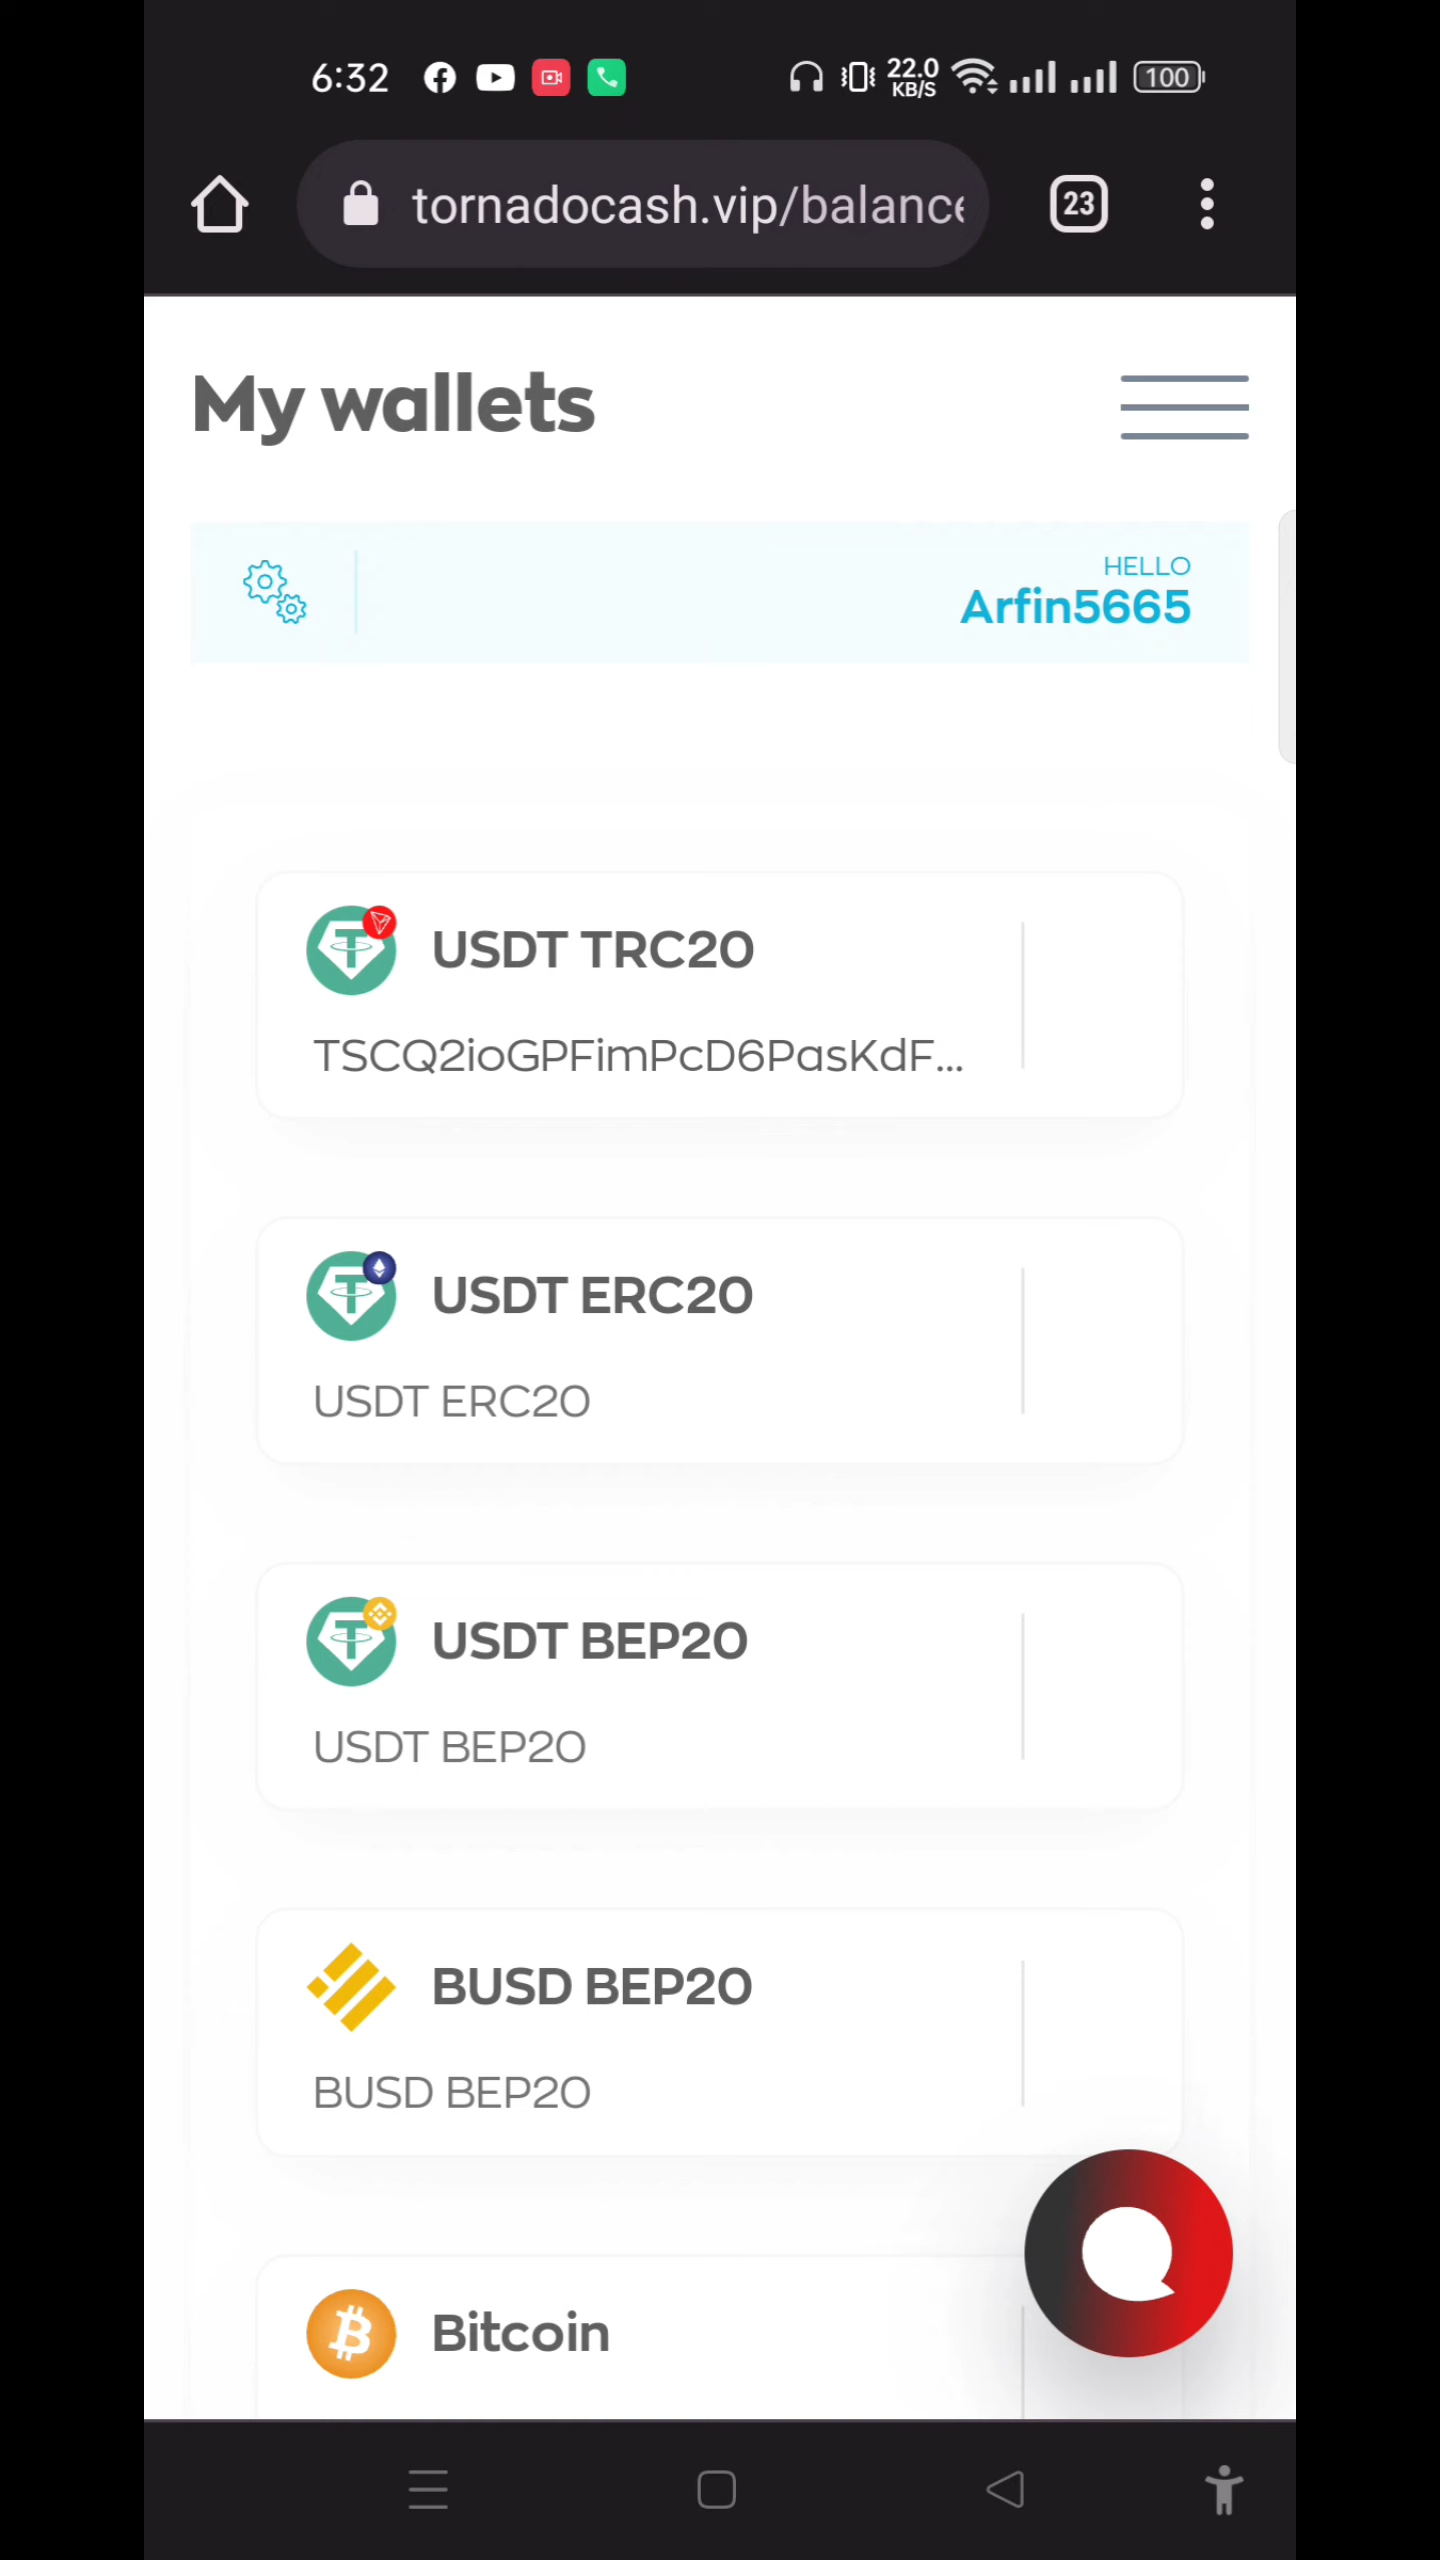 6:32 22.0 KB/S 100
tornadocash.vip/balance 23
My wallets
HELLO
Arfin5665
USDT TRC20
TSCQ2ioGPFimPcD6PasKdF...
USDT ERC20
USDT ERC20
USDT BEP20
USDT BEP20
BUSD BEP20
BUSD BEP20
Bitcoin